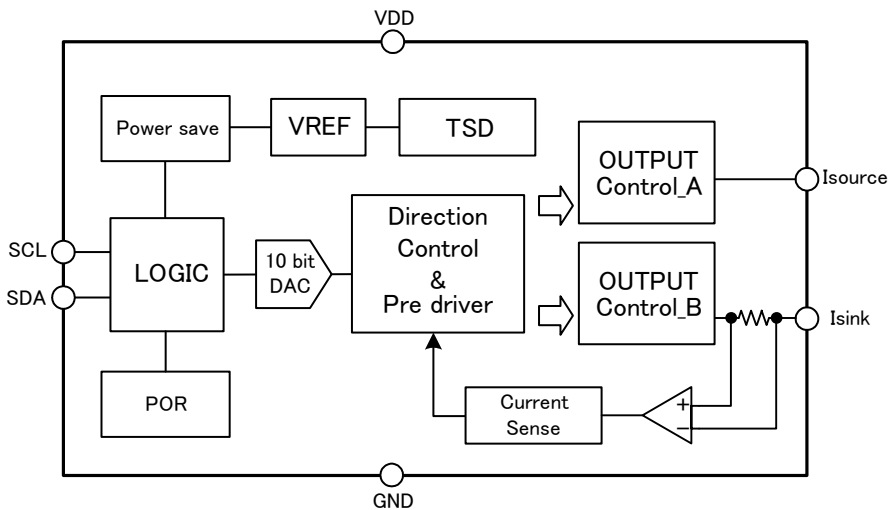 VDD
Power save
VREF
TSD
OUTPUT
Control_A
Isource
SCL
SDA
LOGIC
10 bit
DAC
Direction
Control
&
Pre driver
OUTPUT
Control_B
Isink
POR
Current
Sense
+
−
GND